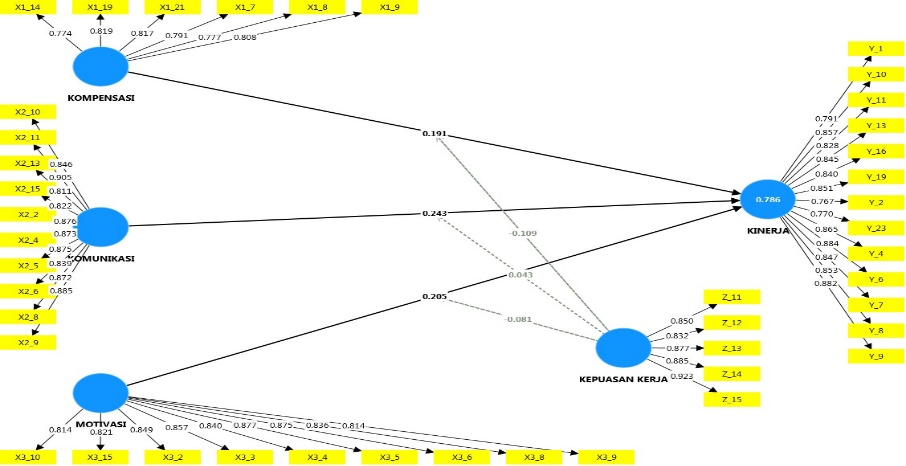 X1_14 X1_19 X1_21 X1_7 X1_8 X1_9
0.774 0.819 0.817 0.791 0.777 0.808
KOMPENSASI
X2_10
X2_11
X2_13
X2_15
X2_2
X2_4
X2_5
X2_6
X2_8
X2_9
0.846
0.905
0.811
0.822
0.876
0.873
0.875
0.839
0.872
0.885
KOMUNIKASI
0.191
0.243
0.205
-0.109
0.043
-0.081
Y_1
Y_10
Y_11
Y_13
Y_16
Y_19
Y_2
Y_23
Y_4
Y_6
Y_7
Y_8
Y_9
0.791
0.857
0.828
0.845
0.840
0.851
0.767
0.770
0.865
0.884
0.847
0.853
0.882
0.786
KINERJA
Z_11
Z_12
Z_13
Z_14
Z_15
0.850
0.832
0.877
0.885
0.923
KEPUASAN KERJA
MOTIVASI
0.814 0.821 0.849 0.857 0.840 0.877 0.875 0.836 0.814
X3_10 X3_15 X3_2 X3_3 X3_4 X3_5 X3_6 X3_8 X3_9